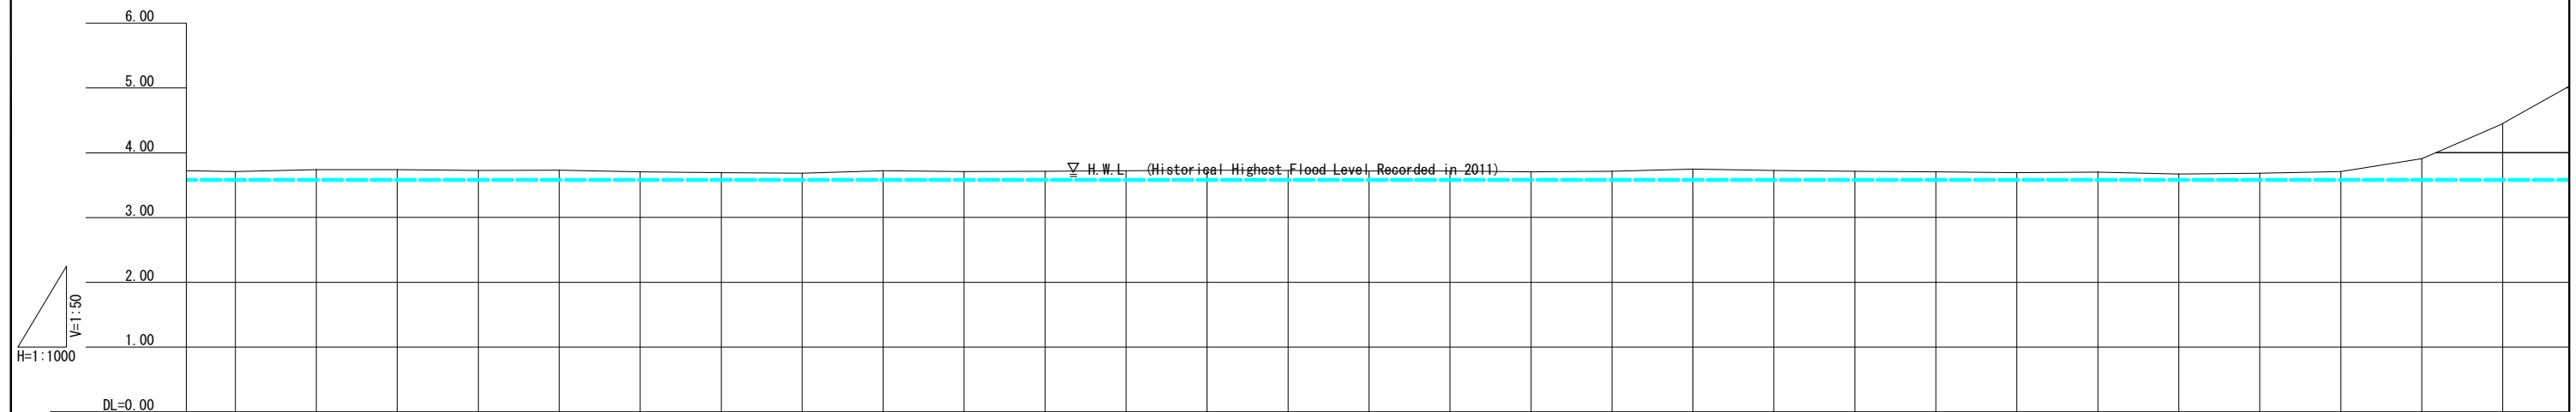 6.00
5.00
4.00
H.W.L (Historical Highest Flood Level Recorded in 2011)
3.00
2.00
V=1:50
1.00
H=1:1000
DL=0.00